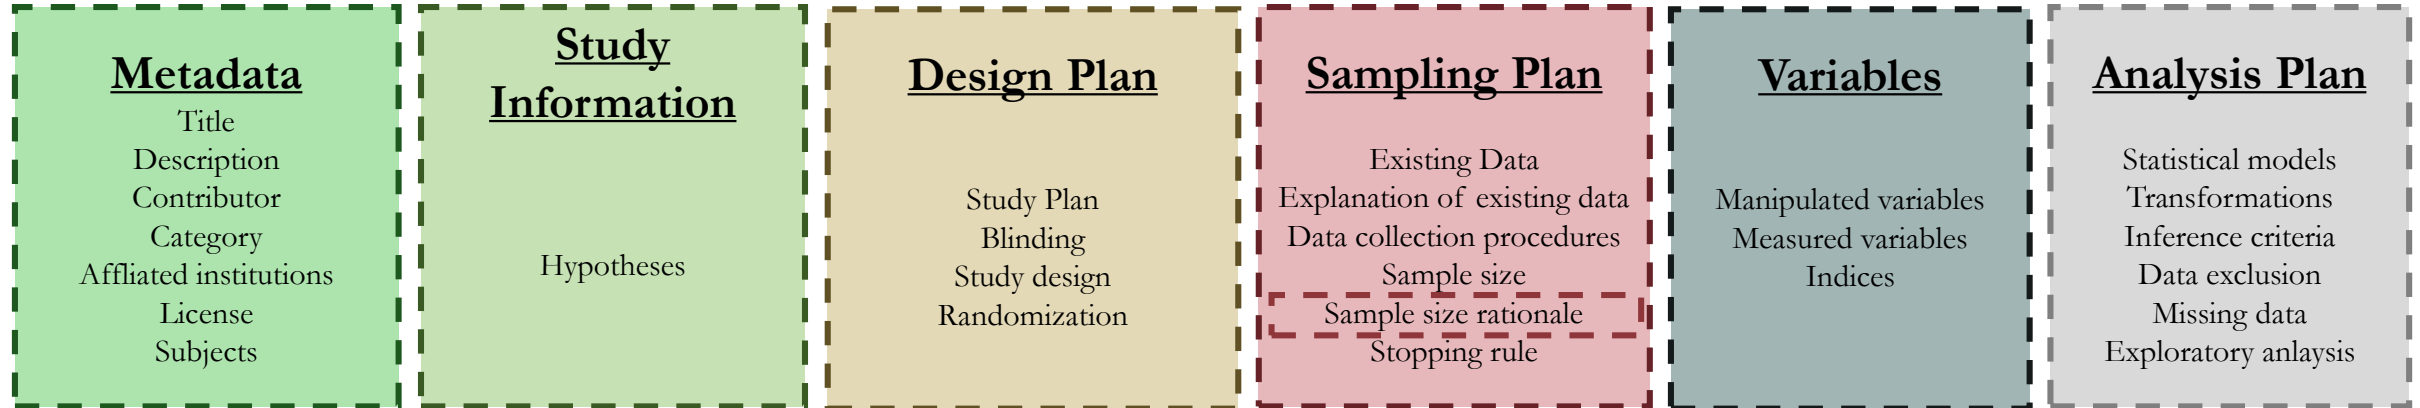 Metadata
Title
Description
Contributor
Category
Affliated institutions
License
Subjects
Study
Information
Hypotheses
Design Plan
Study Plan
Blinding
Study design
Randomization
Sampling Plan
Existing Data
Explanation of existing data
Data collection procedures
Sample size
Sample size rationale
Stopping rule
Variables
Manipulated variables
Measured variables
Indices
Analysis Plan
Statistical models
Transformations
Inference criteria
Data exclusion
Missing data
Exploratory anlaysis